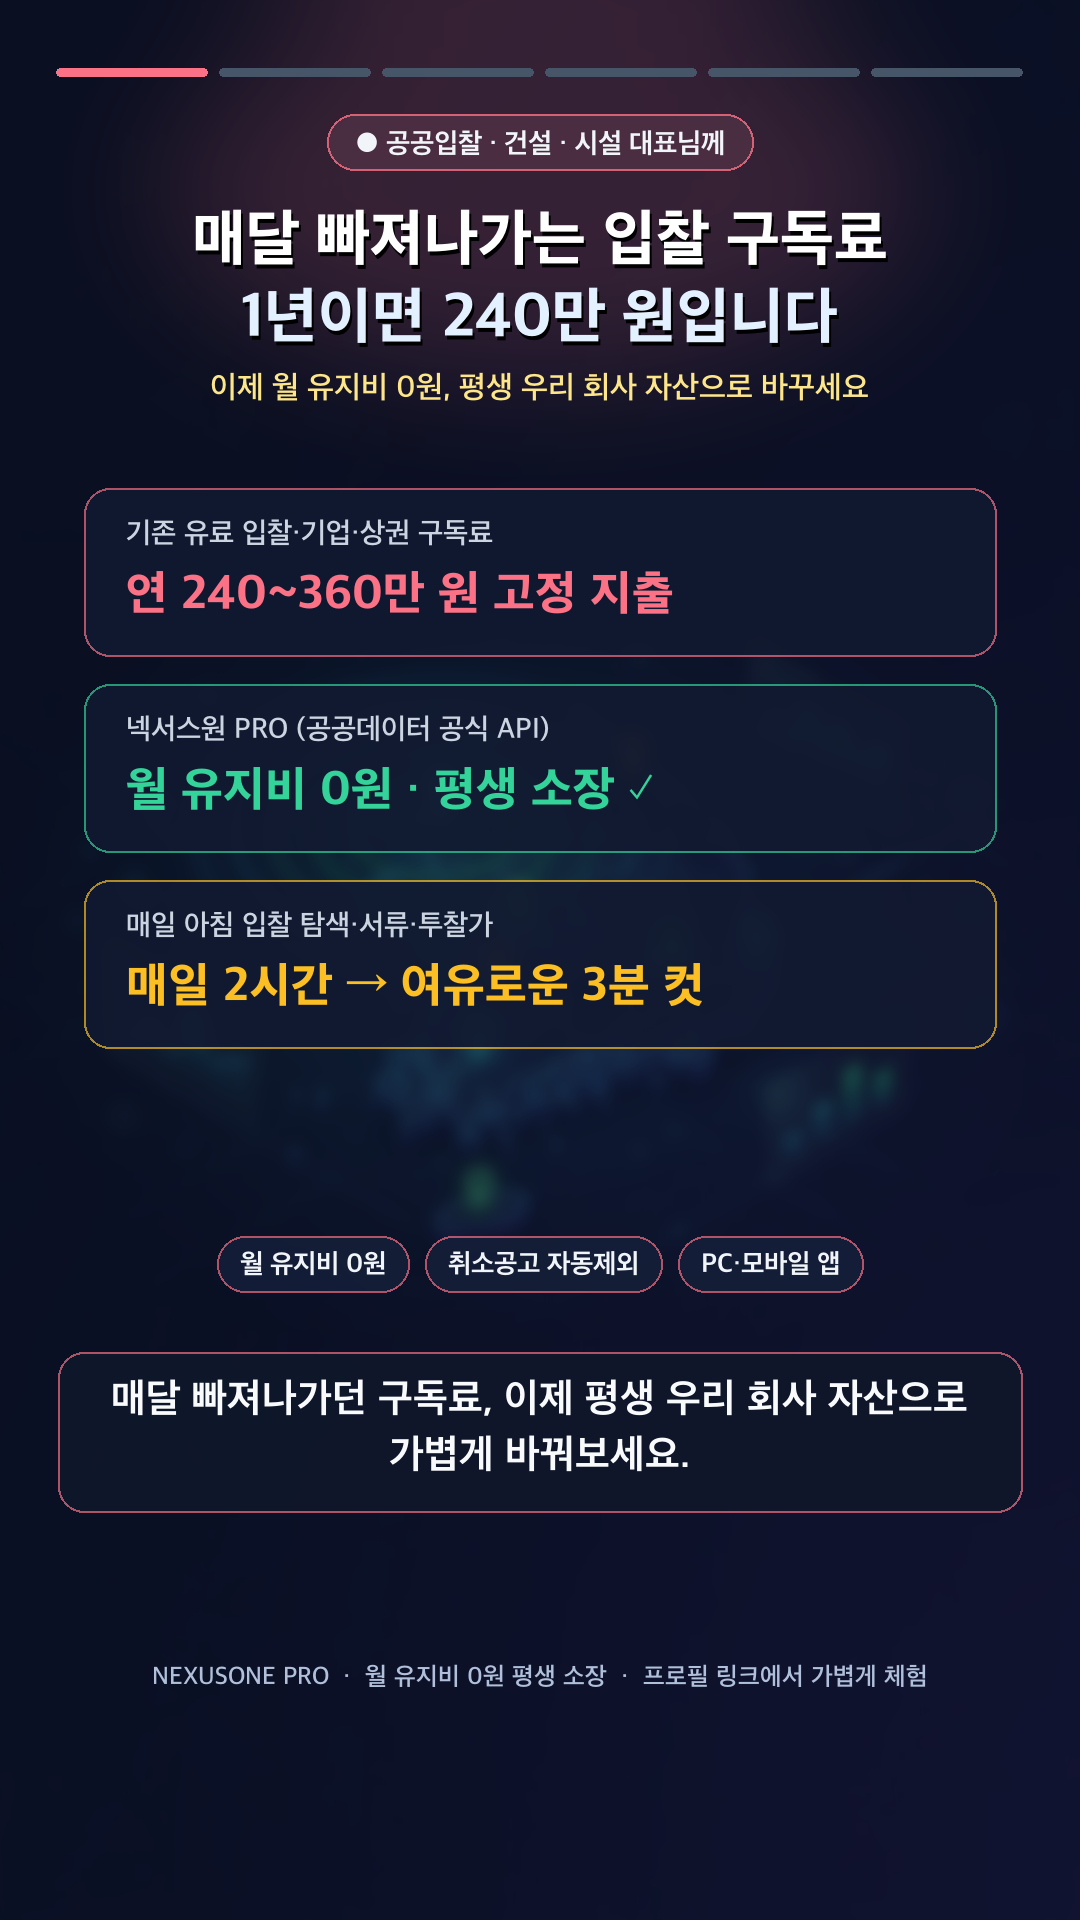 ● 공공입찰 · 건설 · 시설 대표님께
매달 빠져나가는 입찰 구독료
1년이면 240만 원입니다
이제 월 유지비 0원, 평생 우리 회사 자산으로 바꾸세요
기존 유료 입찰·기업·상권 구독료
연 240~360만 원 고정 지출
넥서스원 PRO (공공데이터 공식 API)
월 유지비 0원 · 평생 소장 ✓
매일 아침 입찰 탐색·서류·투찰가
매일 2시간 → 여유로운 3분 컷
월 유지비 0원
취소공고 자동제외
PC·모바일 앱
매달 빠져나가던 구독료, 이제 평생 우리 회사 자산으로
가볍게 바꿔보세요.
NEXUSONE PRO · 월 유지비 0원 평생 소장 · 프로필 링크에서 가볍게 체험